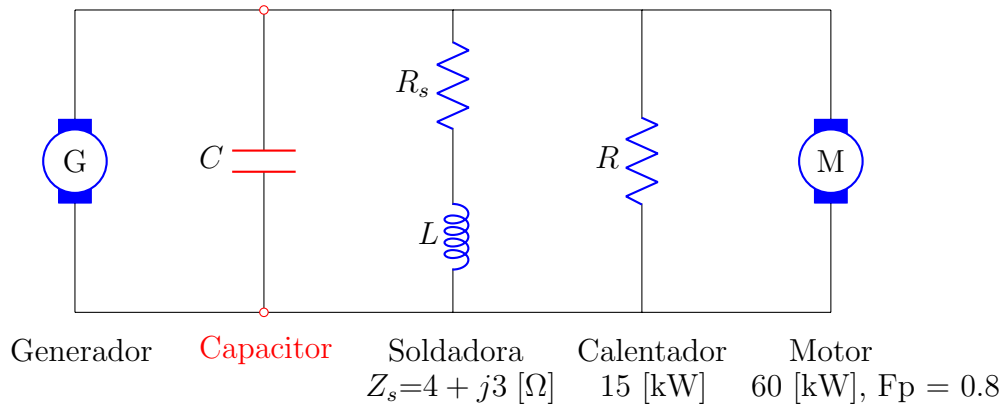 R_s
G
C
R
M
L
Generador
Capacitor
Soldadora
Calentador
Motor
Z_s=4 + j3 [Ω]
15 [kW]
60 [kW], Fp = 0.8